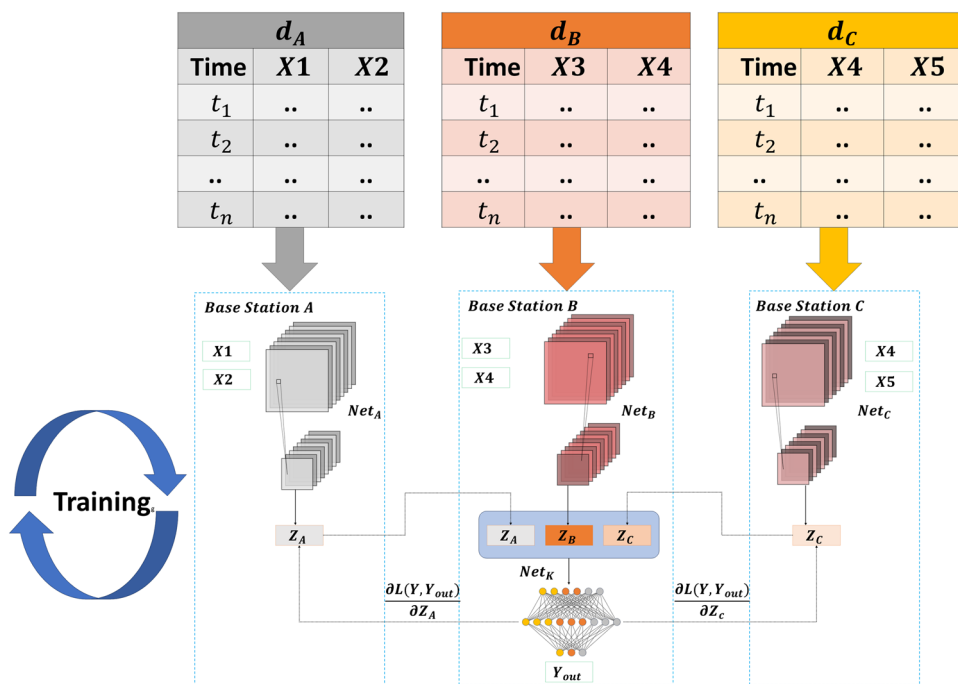 d_A
Time X1 X2
t_1 .. ..
t_2 .. ..
.. .. ..
t_n .. ..
d_B
Time X3 X4
t_1 .. ..
t_2 .. ..
.. .. ..
t_n .. ..
d_C
Time X4 X5
t_1 .. ..
t_2 .. ..
.. .. ..
t_n .. ..
Base Station A
X1
X2
Net_A
Z_A
Base Station B
X3
X4
Net_B
Z_A Z_B Z_C
Net_K
Y_out
Base Station C
X4
X5
Net_C
Z_C
Training
∂L(Y, Y_out)
∂Z_A
∂L(Y, Y_out)
∂Z_c